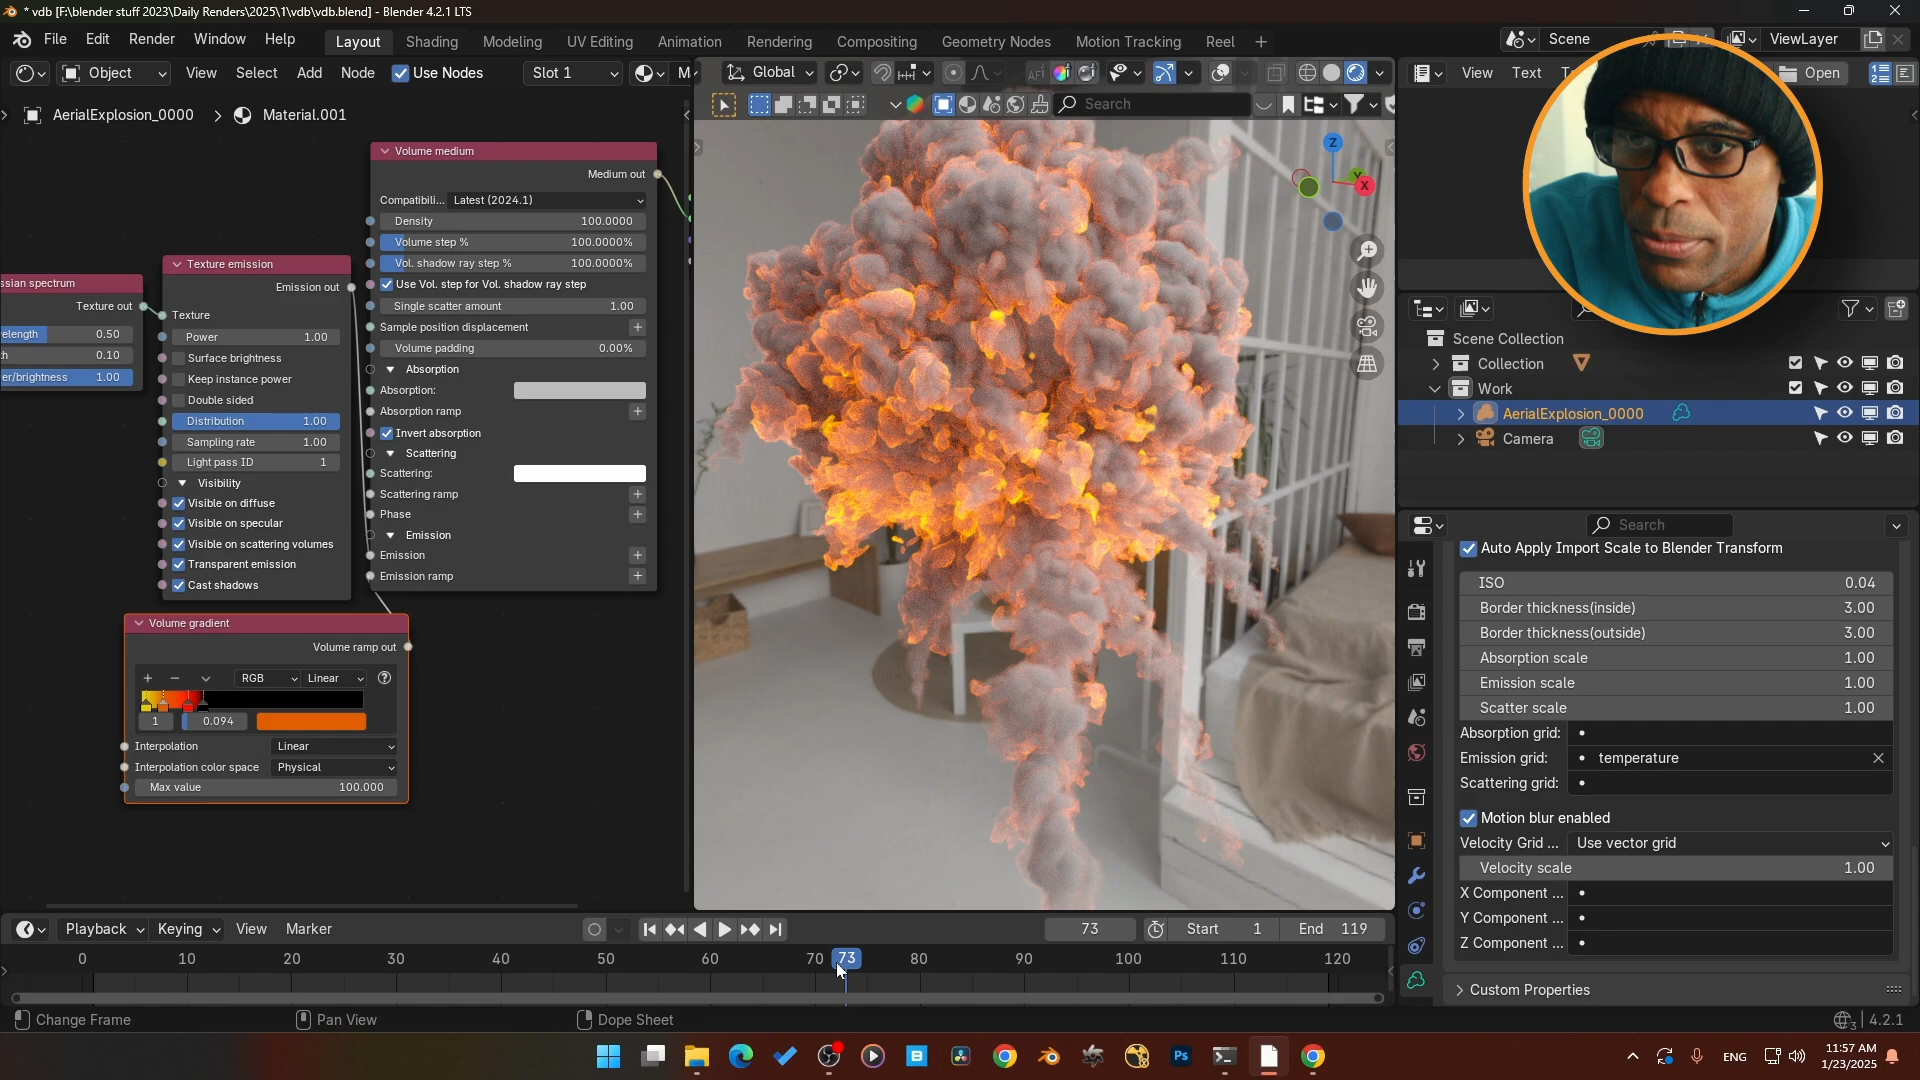 * vdb [F:\blender stuff 2023\Daily Renders\2025\1\vdb\vdb.blend] - Blender 4.2.1 LTS
File Edit Render Window Help Layout Shading Modeling UV Editing Animation Rendering Compositing Geometry Nodes Motion Tracking Reel + Scene ViewLayer
Object View Select Add Node Use Nodes Slot 1 Global View Text Open
AerialExplosion_0000 > Material.001 Search
Volume medium
Medium out
Compatibili... Latest (2024.1)
Density 100.0000
Volume step % 100.0000%
Vol. shadow ray step % 100.0000%
Use Vol. step for Vol. shadow ray step
Single scatter amount 1.00
Sample position displacement
Volume padding 0.00%
Absorption
Absorption:
Absorption ramp
Invert absorption
Scattering
Scattering:
Scattering ramp
Phase
Emission
Emission
Emission ramp
ssian spectrum
Texture out
elength 0.50
h 0.10
er/brightness 1.00
Texture emission
Emission out
Texture
Power 1.00
Surface brightness
Keep instance power
Double sided
Distribution 1.00
Sampling rate 1.00
Light pass ID 1
Visibility
Visible on diffuse
Visible on specular
Visible on scattering volumes
Transparent emission
Cast shadows
Volume gradient
Volume ramp out
RGB Linear
1 0.094
Interpolation Linear
Interpolation color space Physical
Max value 100.000
Z
Y
X
Scene Collection
Collection
Work
AerialExplosion_0000
Camera
Search
Auto Apply Import Scale to Blender Transform
ISO 0.04
Border thickness(inside) 3.00
Border thickness(outside) 3.00
Absorption scale 1.00
Emission scale 1.00
Scatter scale 1.00
Absorption grid:
Emission grid: temperature
Scattering grid:
Motion blur enabled
Velocity Grid ... Use vector grid
Velocity scale 1.00
X Component ...
Y Component ...
Z Component ...
Custom Properties
Playback Keying View Marker 73 Start 1 End 119
0 10 20 30 40 50 60 70 73 80 90 100 110 120
Change Frame Pan View Dope Sheet 4.2.1
ENG 11:57 AM
1/23/2025